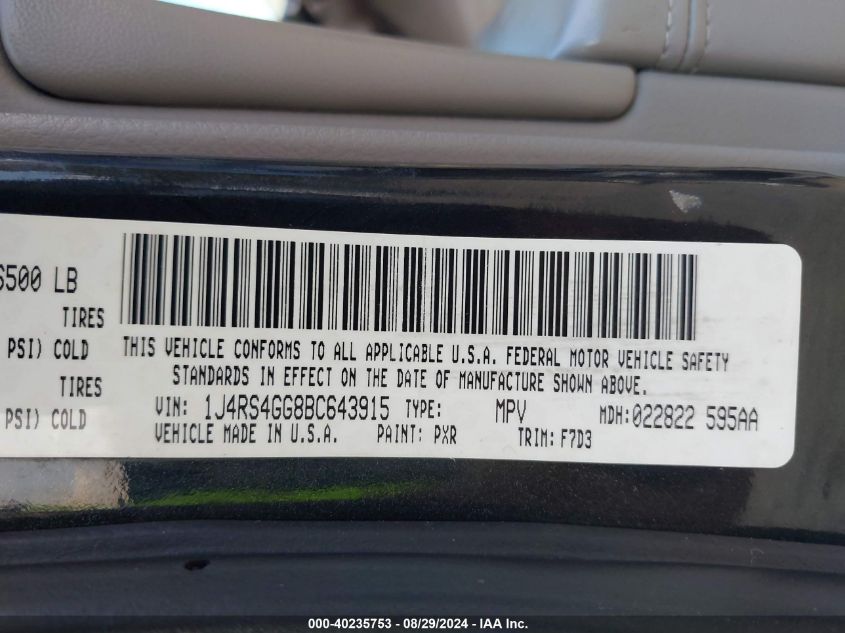 500 LB
TIRES
PSI) COLD
TIRES
PSI) COLD
THIS VEHICLE CONFORMS TO ALL APPLICABLE U.S.A. FEDERAL MOTOR VEHICLE SAFETY
STANDARDS IN EFFECT ON THE DATE OF MANUFACTURE SHOWN ABOVE.
VIN: 1J4RS4GG8BC643915 TYPE: MPV MDH:022822 595AA
VEHICLE MADE IN U.S.A. PAINT: PXR TRIM: F7D3
000-40235753 - 08/29/2024 - IAA Inc.